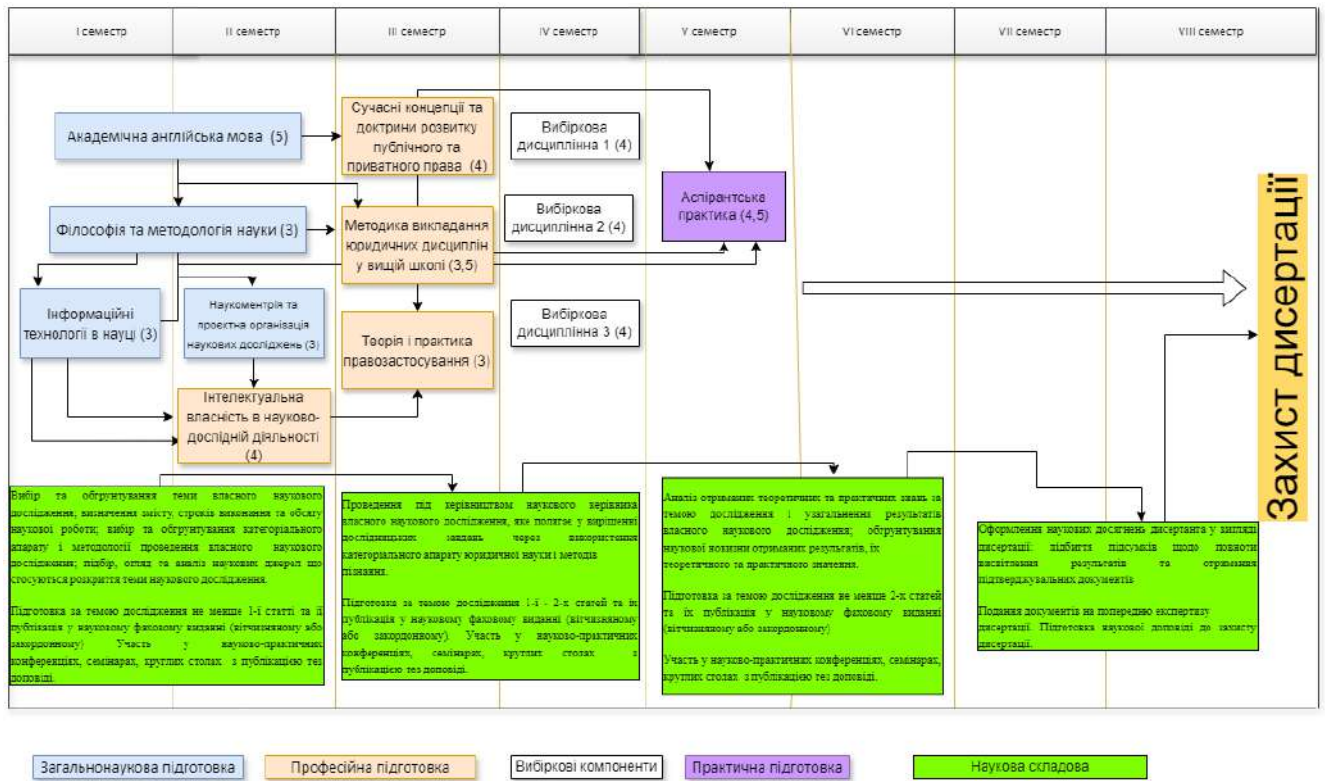 I семестр
II семестр
III семестр
IV семестр
V семестр
VI семестр
VII семестр
VIII семестр
Академічна англійська мова (5)
Сучасні концепції та
доктрини розвитку
публічного та
приватного права (4)
Вибіркова
дисциплінна 1 (4)
Аспірантська
практика (4,5)
Філософія та методологія науки (3)
Методика викладання
юридичних дисциплін
у вищій школі (3,5)
Вибіркова
дисциплінна 2 (4)
Інформаційні
технології в науці (3)
Наукометрія та
проєктна організація
наукових досліджень (3)
Теорія і практика
правозастосування (3)
Вибіркова
дисциплінна 3 (4)
Інтелектуальна
власність в науково-
дослідній діяльності
(4)
Захист дисертації
Вибір та обгрунтування теми власного наукового
дослідження; визначення змісту, строків виконання та обсягу
наукової роботи; вибір та обгрунтування категоріального
апарату і методології проведення власного наукового
дослідження; підбір, огляд та аналіз наукових джерел що
стосуються розкриття теми наукового дослідження.
Підготовка за темою дослідження не менше 1-ї статті та її
публікація у науковому фаховому виданні (вітчизняному або
закордонному) Участь у науково-практичних
конференціях, семінарах, круглих столах з публікацією тез
доповіді.
Проведення під керівництвом наукового керівника
власного наукового дослідження, яке полягає у вирішенні
дослідницьких завдань через використання
категоріального апарату юридичної науки і методів
пізнання.
Підготовка за темою дослідження 1-ї - 2-х статей та їх
публікація у науковому фаховому виданні (вітчизняному
або закордонному). Участь у науково-практичних
конференціях, семінарах, круглих столах з
публікацією тез доповіді.
Аналіз отриманих теоретичних та практичних знань за
темою дослідження і узагальнення результатів
власного наукового дослідження; обгрунтування
наукової новизни отриманих результатів, їх
теоретичного та практичного значення.
Підготовка за темою дослідження не менше 2-х статей
та їх публікація у науковому фаховому виданні
(вітчизняному або закордонному)
Участь у науково-практичних конференціях, семінарах,
круглих столах з публікацією тез доповіді.
Оформлення наукових досягнень дисертанта у вигляді
дисертації: підбиття підсумків щодо повноти
висвітлення результатів та отримання
підтверджувальних документів
Подання документів на попередню експертизу
дисертації. Підготовка наукової доповіді до захисту
дисертації.
Загальнонаукова підготовка
Професійна підготовка
Вибіркові компоненти
Практична підготовка
Наукова складова